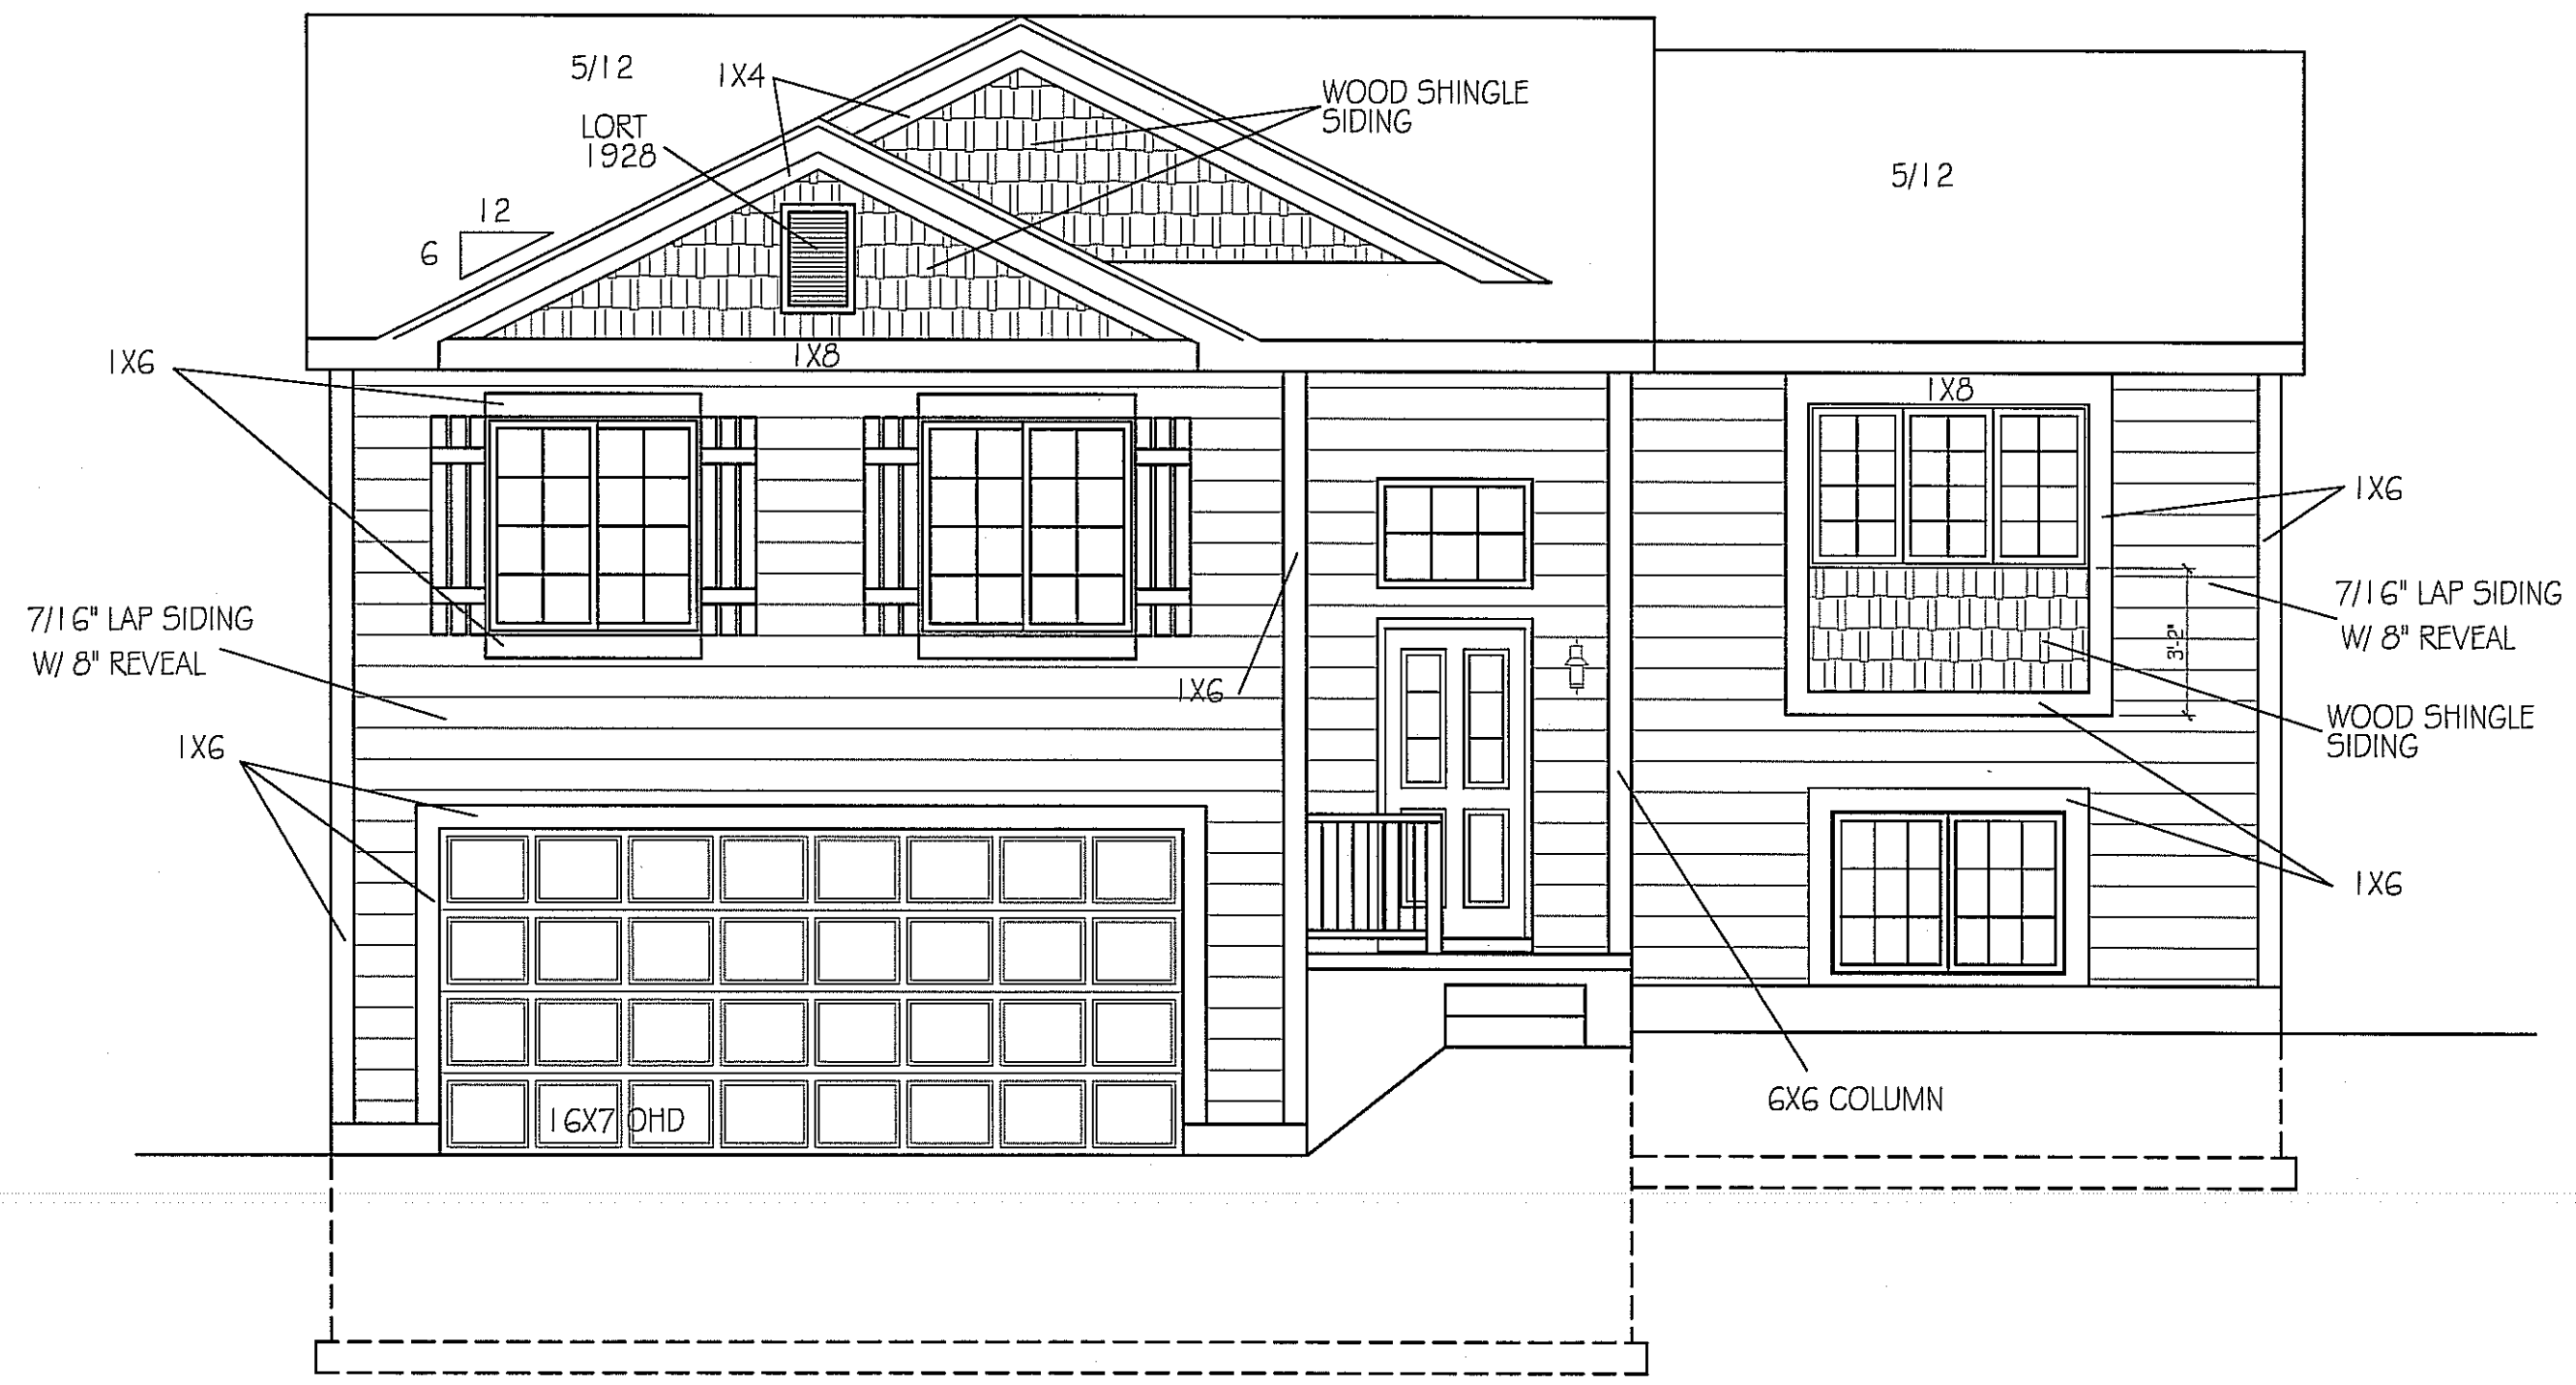 5/12
1X4
WOOD SHINGLE
SIDING
LORT
1928
5/12
12
6
1X8
1X6
1X8
1X6
7/16" LAP SIDING
W/ 8" REVEAL
7/16" LAP SIDING
W/ 8" REVEAL
3'-2"
1X6
WOOD SHINGLE
SIDING
1X6
1X6
6X6 COLUMN
16X7 OHD